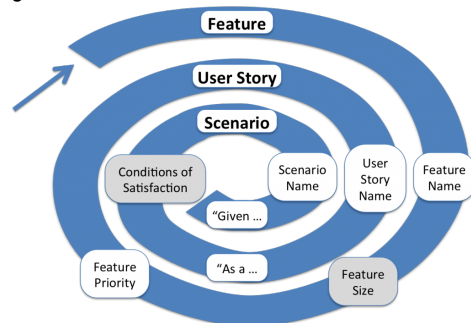 Feature
User Story
Scenario
Conditions of
Satisfaction
Scenario
Name
User
Story
Name
Feature
Name
“Given ...
“As a ...
Feature
Priority
Feature
Size